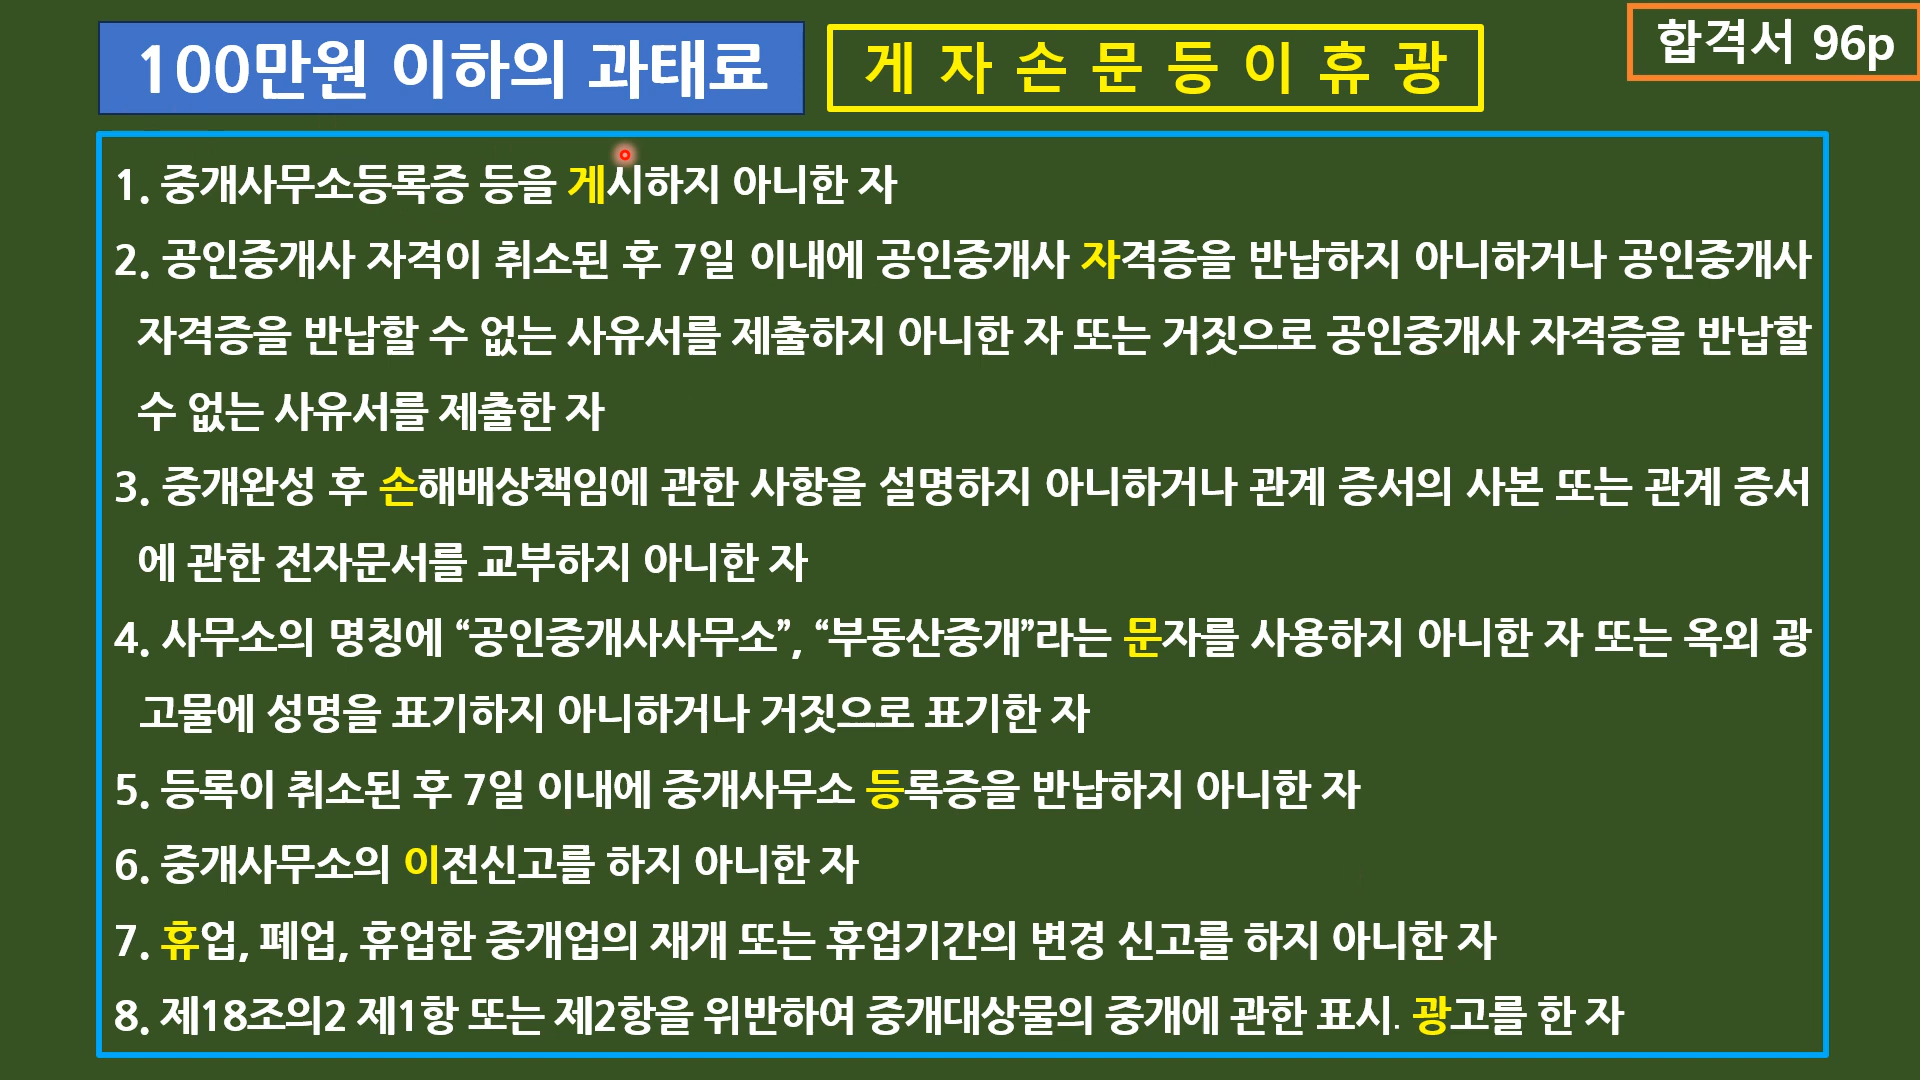 100만원 이하의 과태료
게 자 손 문 등 이 휴 광
합격서 96p
1. 중개사무소등록증 등을 게시하지 아니한 자
2. 공인중개사 자격이 취소된 후 7일 이내에 공인중개사 자격증을 반납하지 아니하거나 공인중개사
자격증을 반납할 수 없는 사유서를 제출하지 아니한 자 또는 거짓으로 공인중개사 자격증을 반납할
수 없는 사유서를 제출한 자
3. 중개완성 후 손해배상책임에 관한 사항을 설명하지 아니하거나 관계 증서의 사본 또는 관계 증서
에 관한 전자문서를 교부하지 아니한 자
4. 사무소의 명칭에 “공인중개사사무소”, “부동산중개”라는 문자를 사용하지 아니한 자 또는 옥외 광
고물에 성명을 표기하지 아니하거나 거짓으로 표기한 자
5. 등록이 취소된 후 7일 이내에 중개사무소 등록증을 반납하지 아니한 자
6. 중개사무소의 이전신고를 하지 아니한 자
7. 휴업, 폐업, 휴업한 중개업의 재개 또는 휴업기간의 변경 신고를 하지 아니한 자
8. 제18조의2 제1항 또는 제2항을 위반하여 중개대상물의 중개에 관한 표시. 광고를 한 자